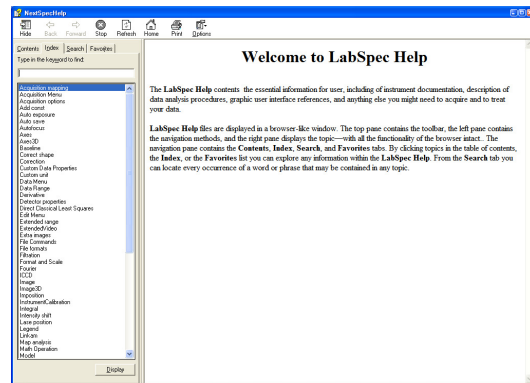 NextSpecHelp
Hide Back Forward Stop Refresh Home Print Options
Contents Index Search Favorites
Type in the keyword to find:
Acquisition mapping
Acquisition Menu
Acquisition options
Add const
Auto exposure
Auto save
Autofocus
Axes
Axes3D
Baseline
Correct shape
Correction
Custom Data Properties
Custom unit
Data Menu
Data Range
Derivative
Detector properties
Direct Classical Least Squares
Edit Menu
Extended range
ExtendedVideo
Extra images
File Commands
File formats
Filtration
Format and Scale
Fourier
ICCD
Image
Image3D
Imposition
InstrumentCalibration
Integral
Intensity shift
Lase position
Legend
Linkam
Map analysis
Math Operation
Model
Display
Welcome to LabSpec Help
The LabSpec Help contents the essential information for user, including of instrument documentation, description of
data analysis procedures, graphic user interface references, and anything else you might need to acquire and to treat
your data.
LabSpec Help files are displayed in a browser-like window. The top pane contains the toolbar, the left pane contains
the navigation methods, and the right pane displays the topic—with all the functionality of the browser intact.. The
navigation pane contains the Contents, Index, Search, and Favorites tabs. By clicking topics in the table of contents,
the Index, or the Favorites list you can explore any information within the LabSpec Help. From the Search tab you
can locate every occurrence of a word or phrase that may be contained in any topic.